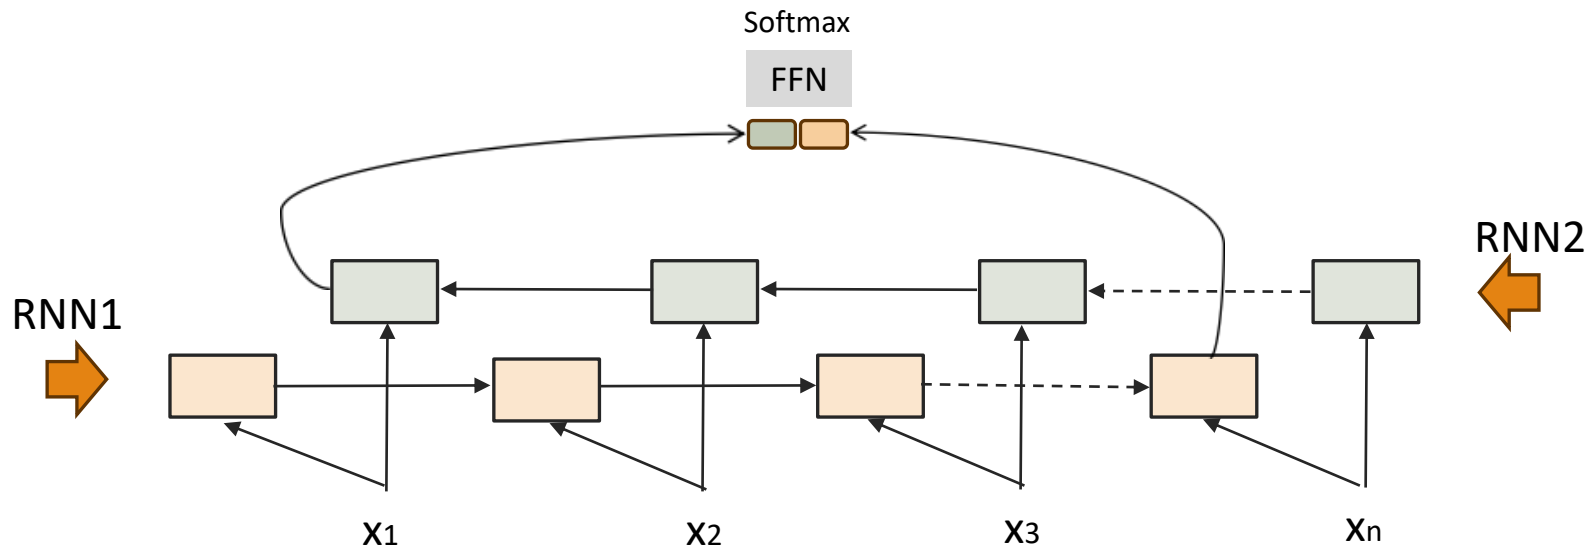 Softmax
FFN
RNN2
RNN1
x1 x2 x3 xn